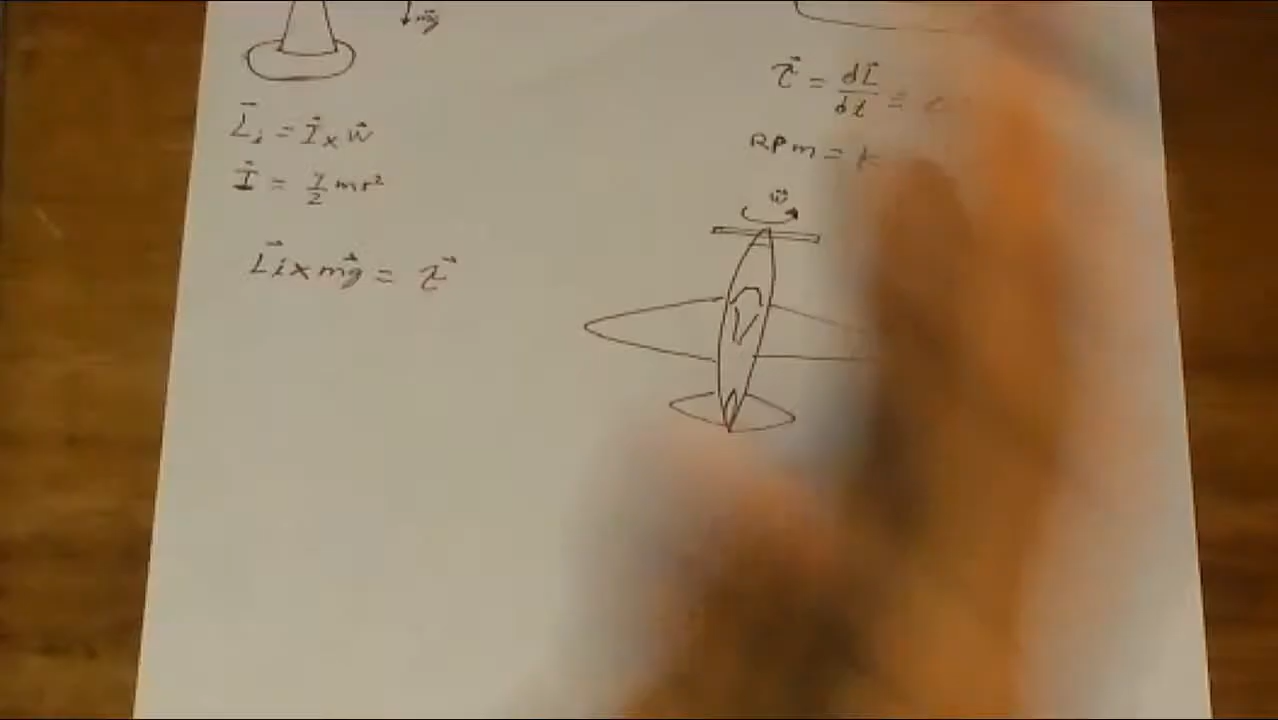 m⃗g
L⃗i = I⃗ x w⃗
I⃗ = 1/2 mr²
L⃗i x mg⃗ = τ⃗
τ⃗ = dL⃗/dt =
RPm = k
w⃗